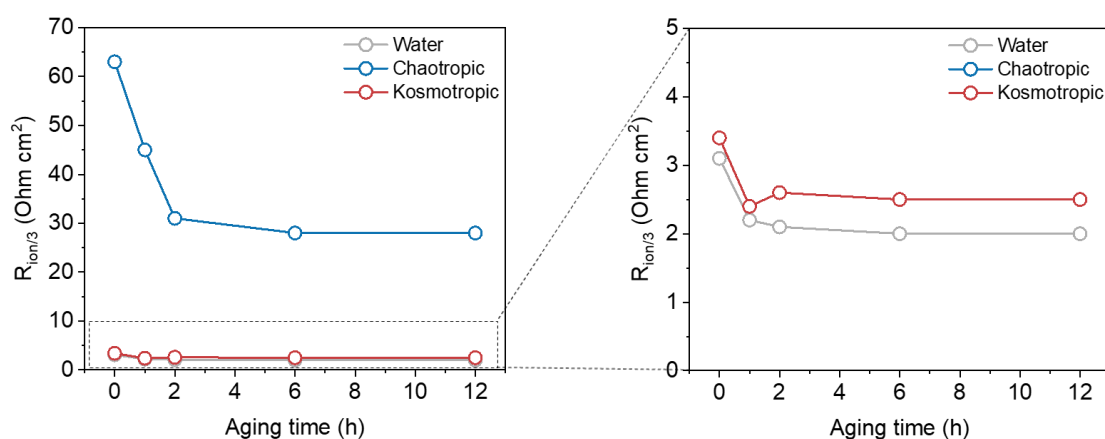 70
60
50
40
30
20
10
0
R_ion/3 (Ohm cm²)
Water
Chaotropic
Kosmotropic
0 2 4 6 8 10 12
Aging time (h)
5
4
3
2
1
0
R_ion/3 (Ohm cm²)
Water
Chaotropic
Kosmotropic
0 2 4 6 8 10 12
Aging time (h)